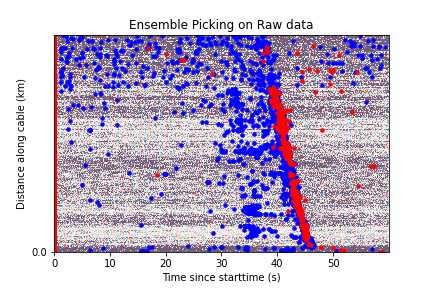 Ensemble Picking on Raw data
Distance along cable (km)
0.0
0 10 20 30 40 50
Time since starttime (s)